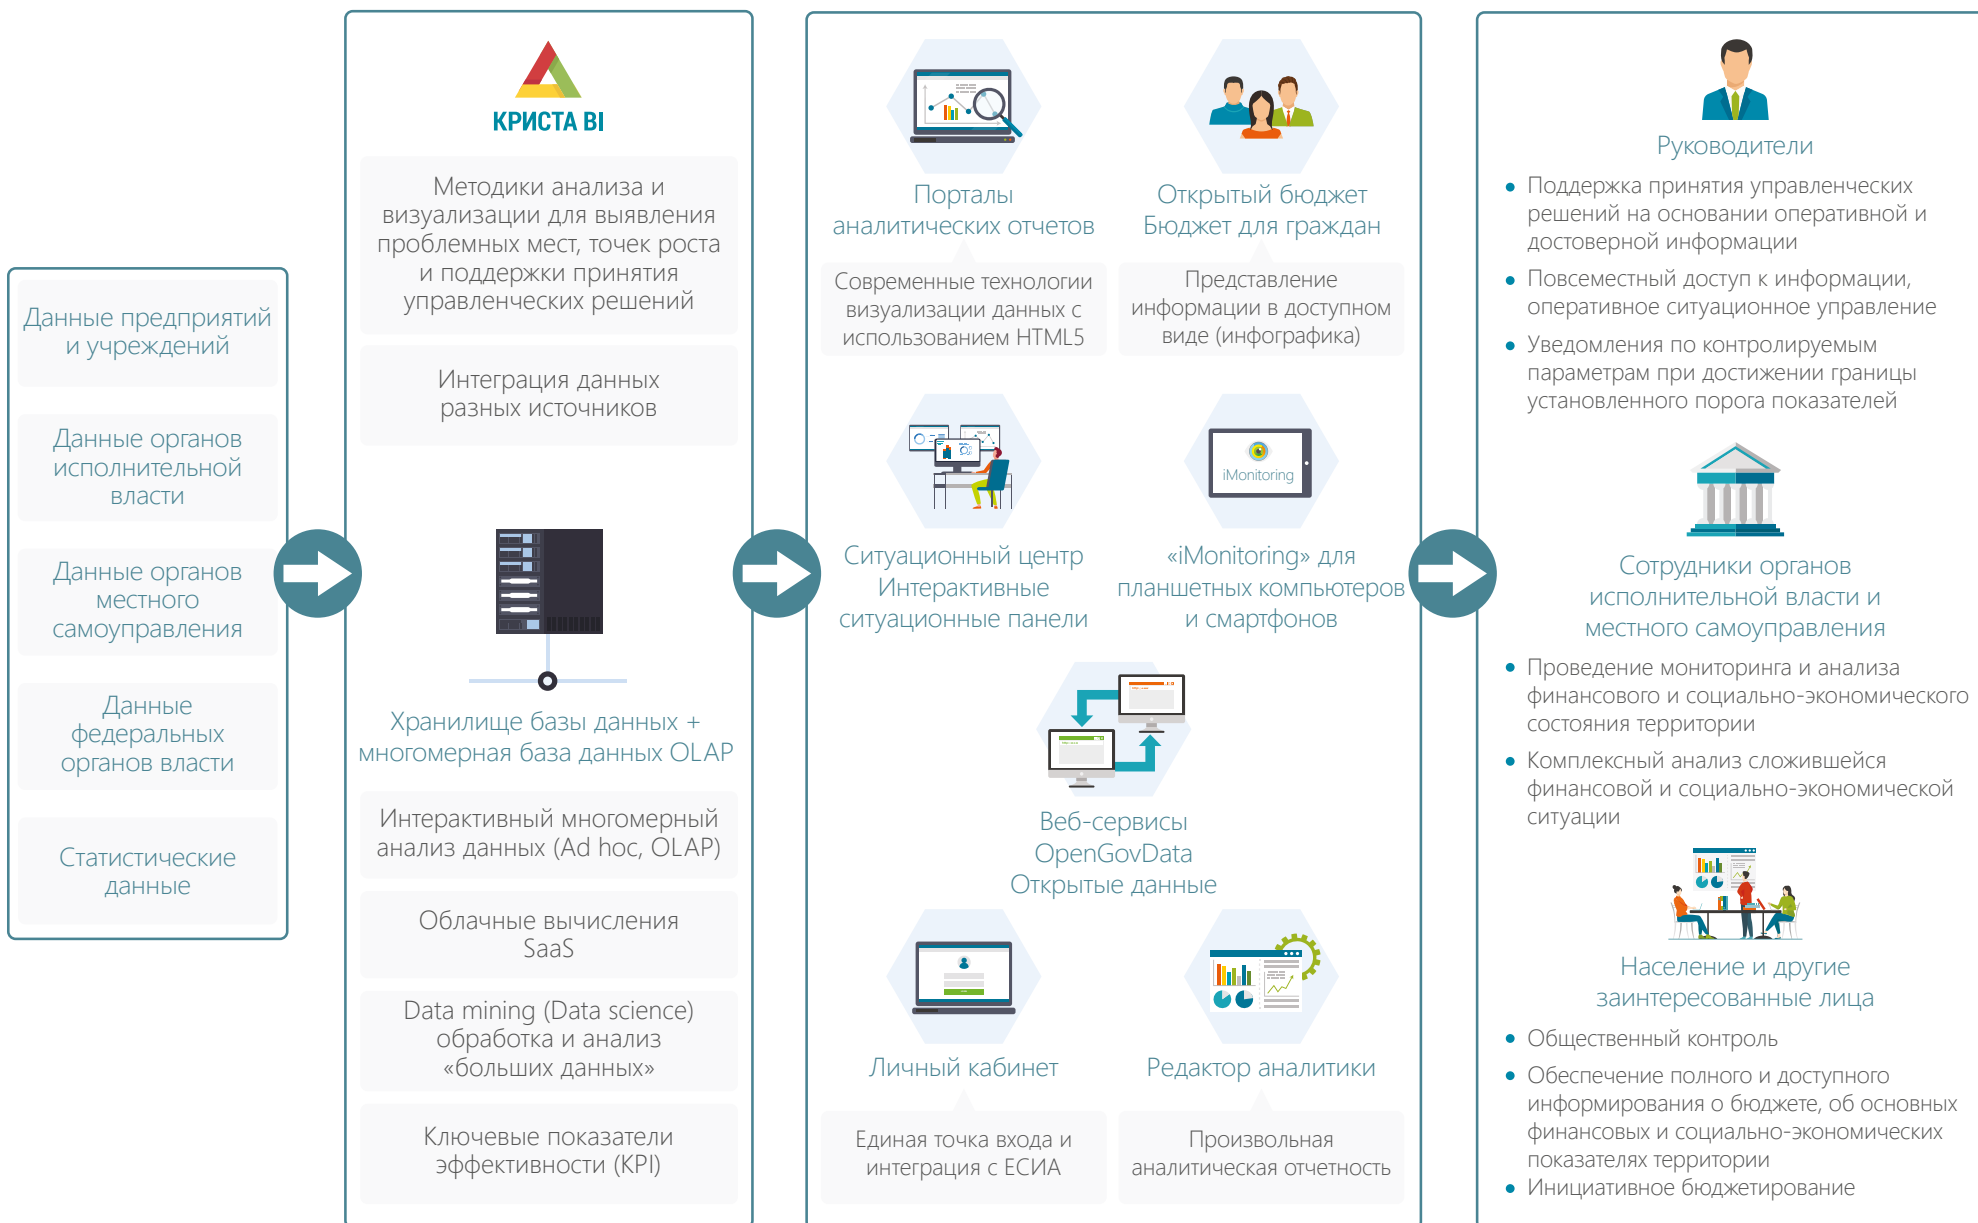 Данные предприятий
и учреждений
Данные органов
исполнительной
власти
Данные органов
местного
самоуправления
Данные
федеральных
органов власти
Статистические
данные
КРИСТА BI
Методики анализа и
визуализации для выявления
проблемных мест, точек роста
и поддержки принятия
управленческих решений
Интеграция данных
разных источников
Хранилище базы данных +
многомерная база данных OLAP
Интерактивный многомерный
анализ данных (Ad hoc, OLAP)
Облачные вычисления
SaaS
Data mining (Data science)
обработка и анализ
«больших данных»
Ключевые показатели
эффективности (KPI)
Порталы
аналитических отчетов
Современные технологии
визуализации данных с
использованием HTML5
Открытый бюджет
Бюджет для граждан
Представление
информации в доступном
виде (инфографика)
Ситуационный центр
Интерактивные
ситуационные панели
iMonitoring
«iMonitoring» для
планшетных компьютеров
и смартфонов
Веб-сервисы
OpenGovData
Открытые данные
Личный кабинет
Единая точка входа и
интеграция с ЕСИА
Редактор аналитики
Произвольная
аналитическая отчетность
Руководители
• Поддержка принятия управленческих
решений на основании оперативной и
достоверной информации
• Повсеместный доступ к информации,
оперативное ситуационное управление
• Уведомления по контролируемым
параметрам при достижении границы
установленного порога показателей
Сотрудники органов
исполнительной власти и
местного самоуправления
• Проведение мониторинга и анализа
финансового и социально-экономического
состояния территории
• Комплексный анализ сложившейся
финансовой и социально-экономической
ситуации
Население и другие
заинтересованные лица
• Общественный контроль
• Обеспечение полного и доступного
информирования о бюджете, об основных
финансовых и социально-экономических
показателях территории
• Инициативное бюджетирование